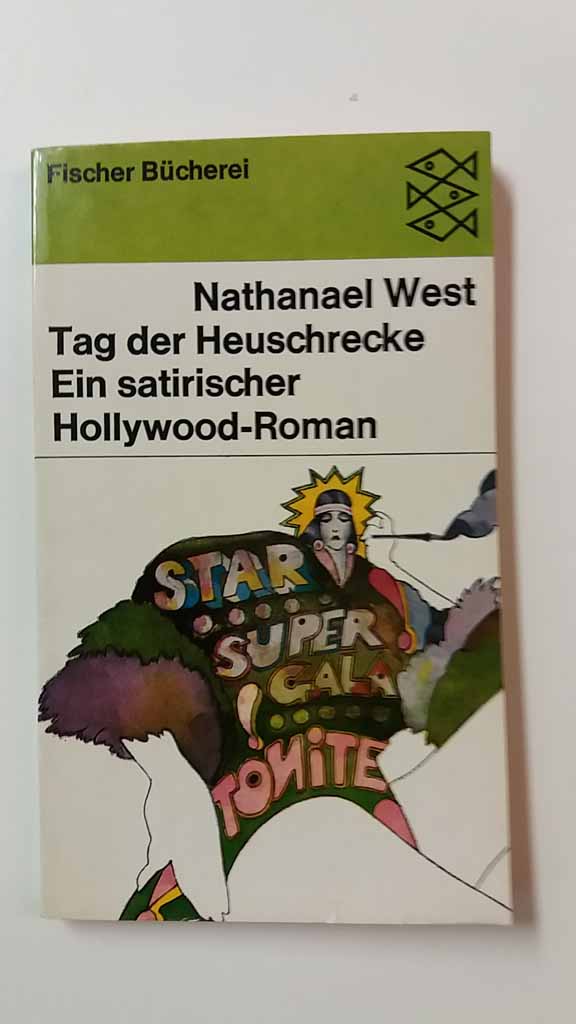 Fischer Bücherei
Nathanael West
Tag der Heuschrecke
Ein satirischer
Hollywood-Roman
STAR
SUPER
GALA
!
TONITE